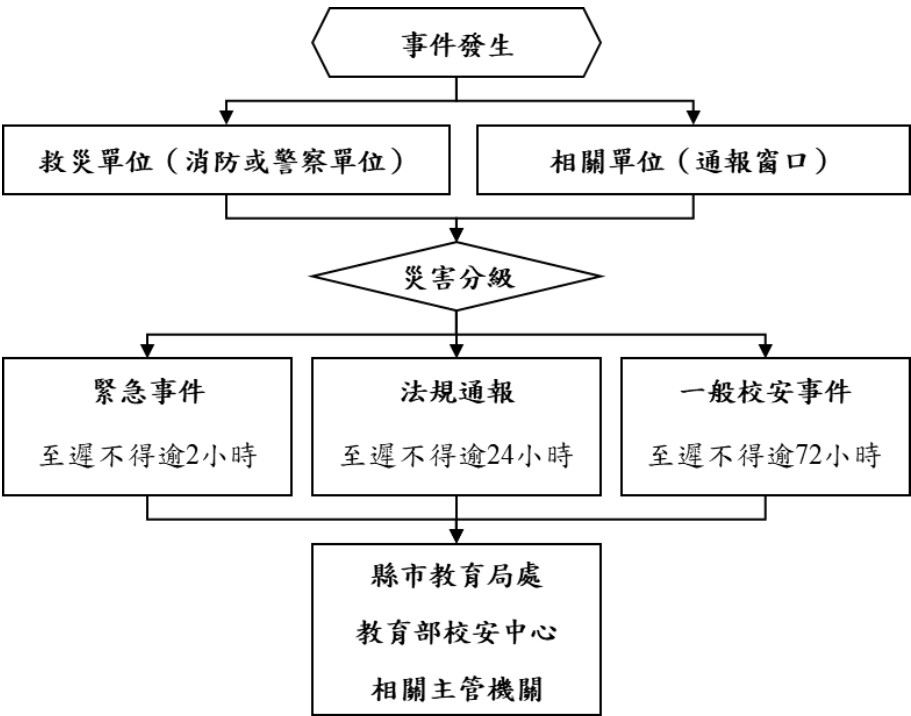 事件發生
救災單位（消防或警察單位）
相關單位（通報窗口）
災害分級
緊急事件
至遲不得逾2小時
法規通報
至遲不得逾24小時
一般校安事件
至遲不得逾72小時
縣市教育局處
教育部校安中心
相關主管機關